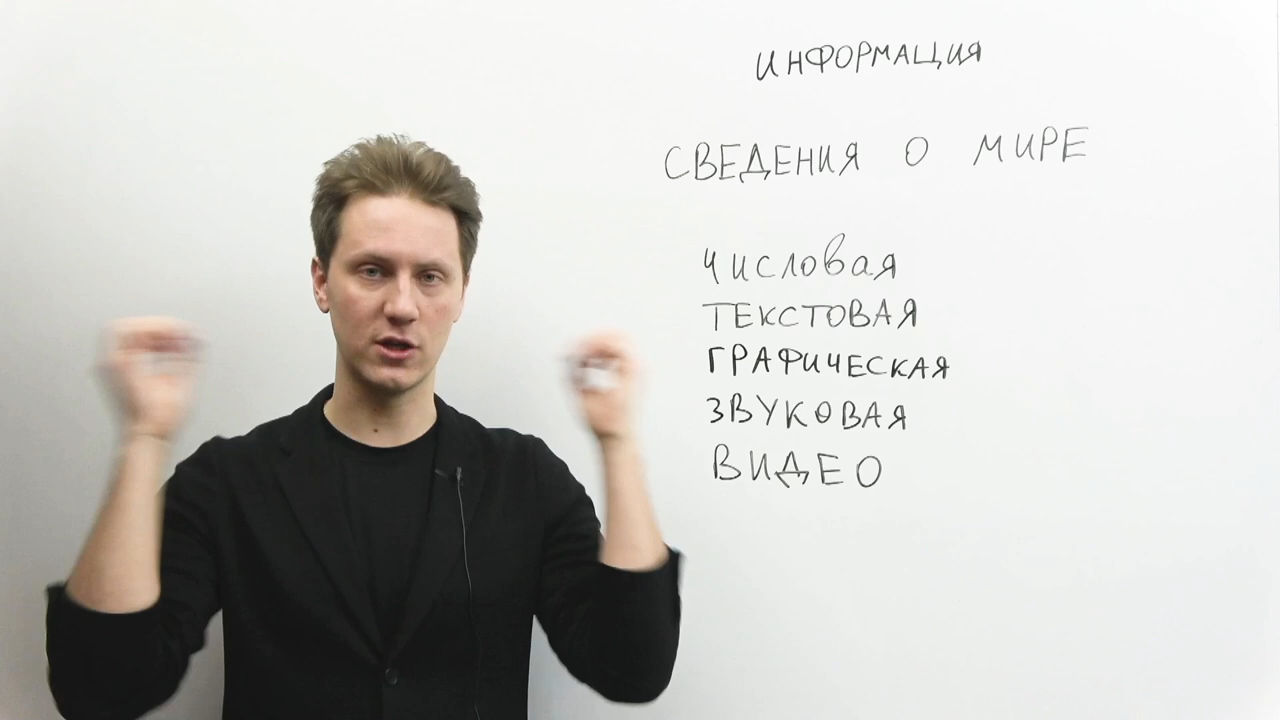 ИНФОРМАЦИЯ
СВЕДЕНИЯ О МИРЕ
Числовая
ТЕКСТОВАЯ
ГРАФИЧЕСКАЯ
ЗВУКОВАЯ
ВИДЕО